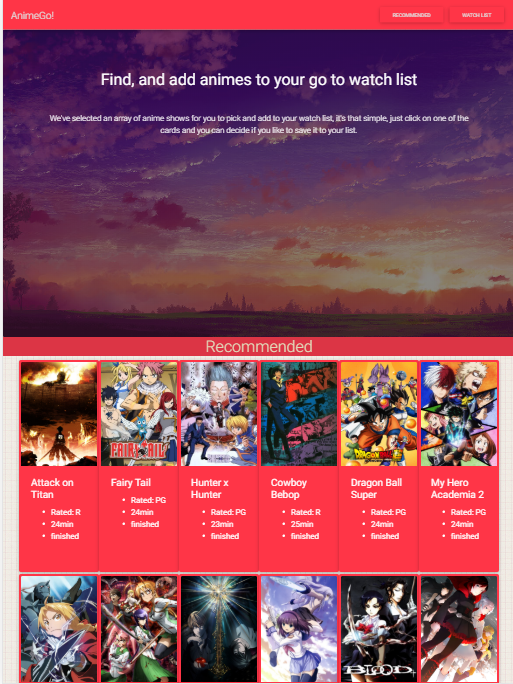 AnimeGo!
RECOMMENDED
WATCH LIST
Find, and add animes to your go to watch list
We've selected an array of anime shows for you to pick and add to your watch list, it's that simple, just click on one of the
cards and you can decide if you like to save it to your list.
Recommended
FAIRY TAIL
DRAGONBALL
Attack on
Titan
• Rated: R
• 24min
• finished
Fairy Tail
• Rated: PG
• 24min
• finished
Hunter x
Hunter
• Rated: PG
• 23min
• finished
Cowboy
Bebop
• Rated: R
• 25min
• finished
Dragon Ball
Super
• Rated: PG
• 24min
• finished
My Hero
Academia 2
• Rated: PG
• 24min
• finished
BLOOD+